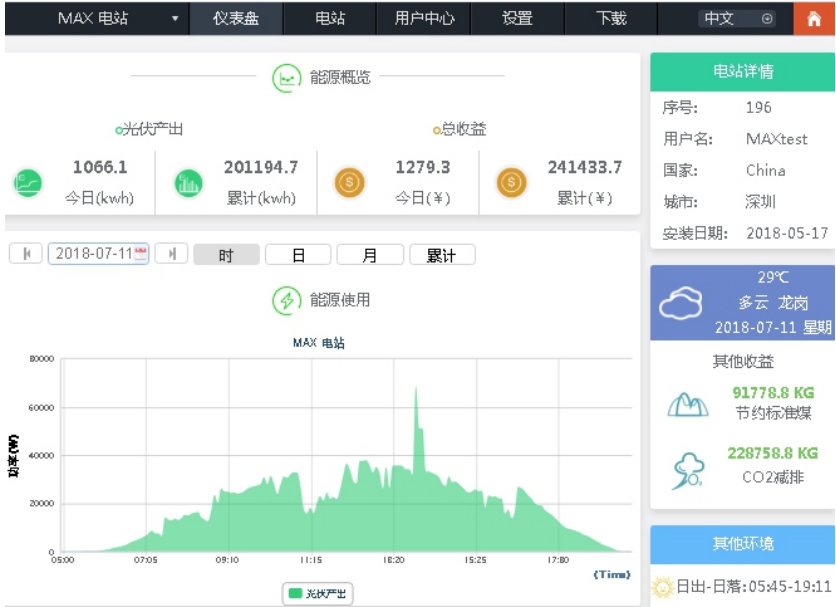 MAX 电站 仪表盘 电站 用户中心 设置 下载 中文
能源概览
光伏产出 总收益
1066.1 201194.7 1279.3 241433.7
今日(kwh) 累计(kwh) 今日(¥) 累计(¥)
2018-07-11 时 日 月 累计
能源使用
MAX 电站
功率(W)
80000
60000
40000
20000
0
05:00 07:05 09:10 11:15 13:20 15:25 17:30
(Time)
光伏产出
电站详情
序号: 196
用户名: MAXtest
国家: China
城市: 深圳
安装日期: 2018-05-17
29℃
多云 龙岗
2018-07-11 星期
其他收益
91778.8 KG
节约标准煤
228758.8 KG
CO2减排
其他环境
日出-日落:05:45-19:11